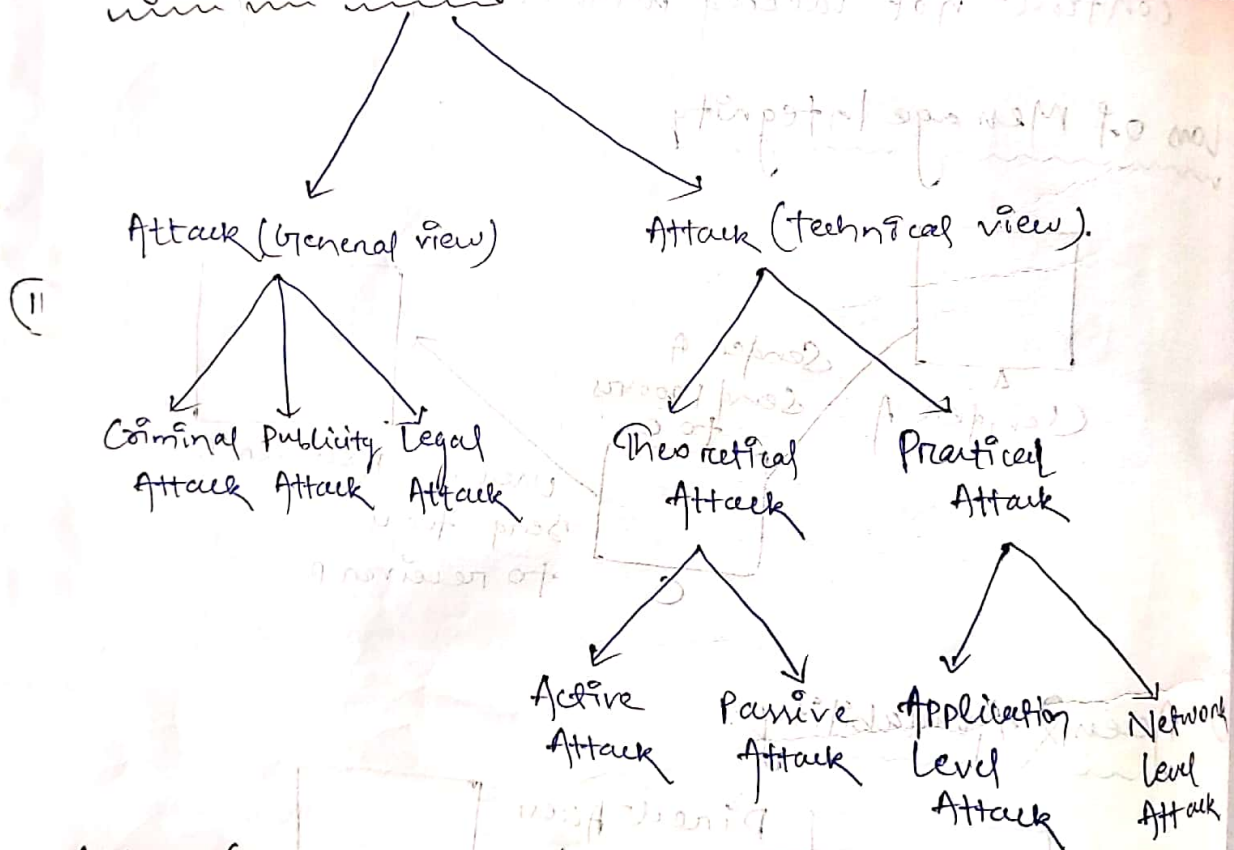 Attack (General view)
Attack (technical view).
11
Criminal Publicity Legal
Attack Attack Attack
Theoretical
Attack
Practical
Attack
Active
Attack
Passive
Attack
Application
Level
Attack
Network
level
Attack